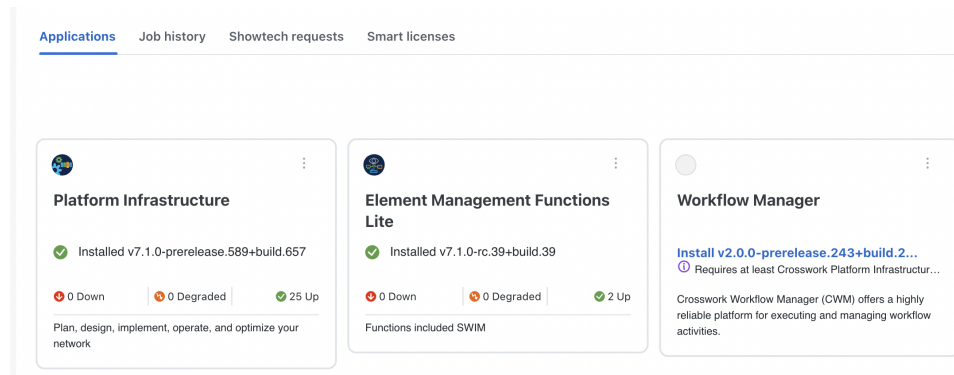 Applications Job history Showtech requests Smart licenses
Platform Infrastructure
Installed v7.1.0-prerelease.589+build.657
0 Down 0 Degraded 25 Up
Plan, design, implement, operate, and optimize your
network
Element Management Functions
Lite
Installed v7.1.0-rc.39+build.39
0 Down 0 Degraded 2 Up
Functions included SWIM
Workflow Manager
Install v2.0.0-prerelease.243+build.2...
Requires at least Crosswork Platform Infrastructur...
Crosswork Workflow Manager (CWM) offers a highly
reliable platform for executing and managing workflow
activities.